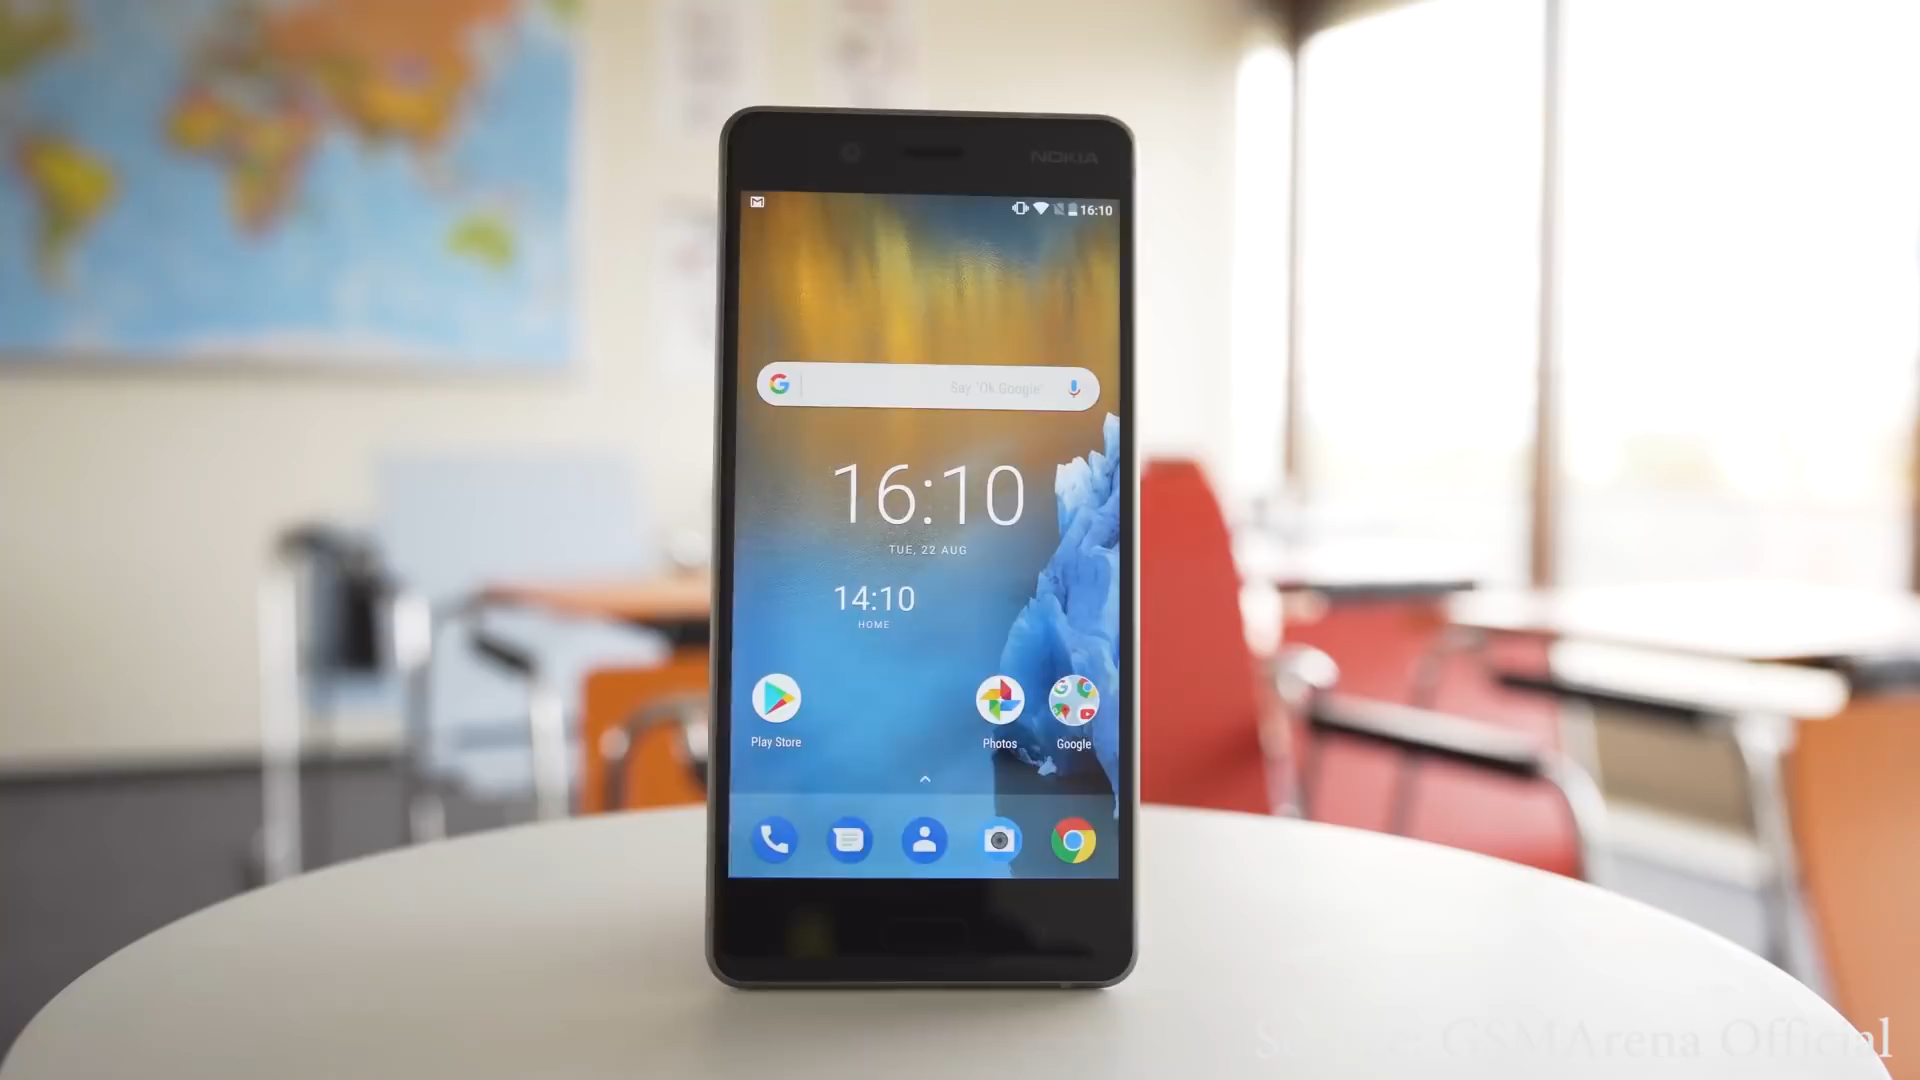 NOKIA
16:10
Say "Ok Google"
16:10
TUE, 22 AUG
14:10
HOME
Play Store
Photos
Google
GSMArena Official